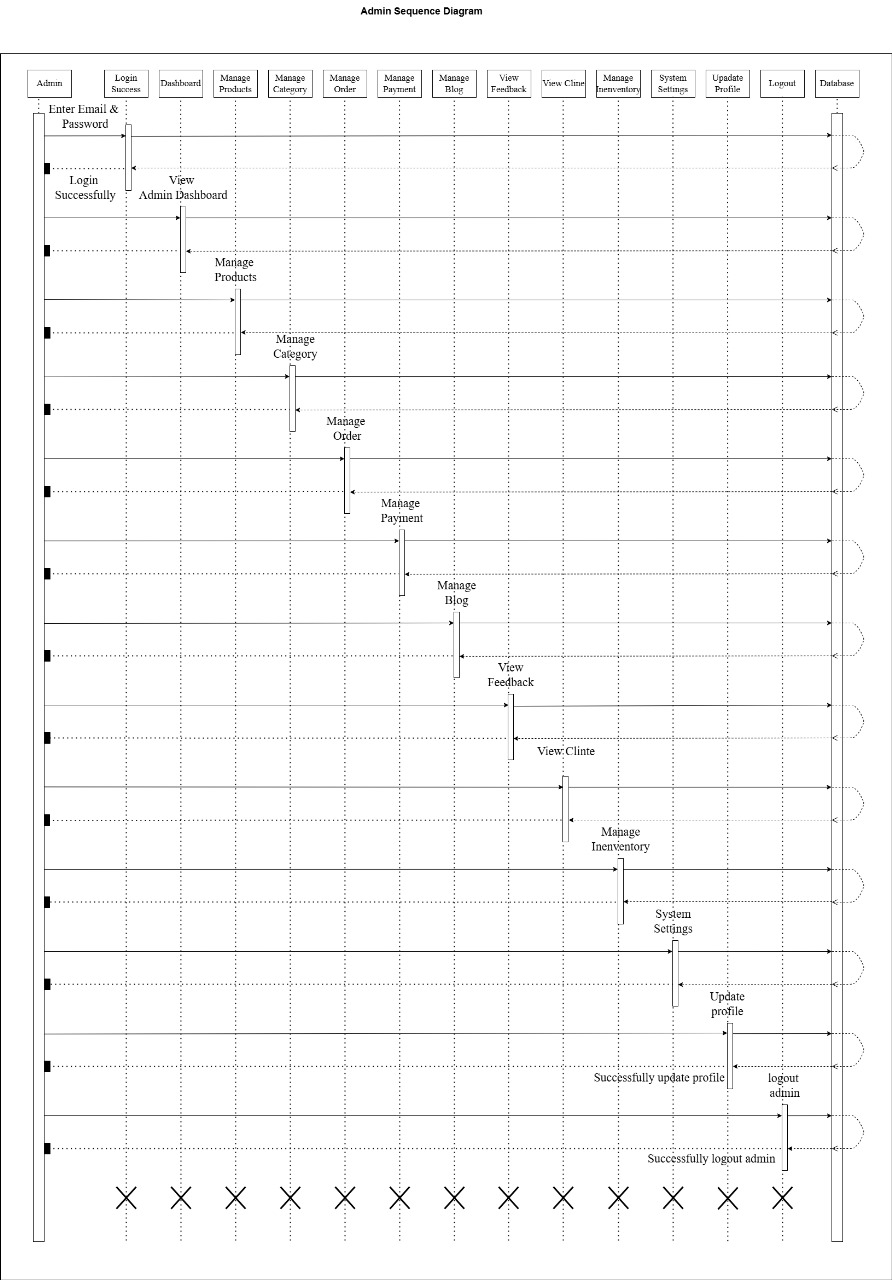 Admin Sequence Diagram
Admin
Login
Success
Dashboard
Manage
Products
Manage
Category
Manage
Order
Manage
Payment
Manage
Blog
View
Feedback
View Cline
Manage
Inenventory
System
Settings
Upadate
Profile
Logout
Database
Enter Email &
Password
Login
Successfully
View
Admin Dashboard
Manage
Products
Manage
Category
Manage
Order
Manage
Payment
Manage
Blog
View
Feedback
View Clinte
Manage
Inenventory
System
Settings
Update
profile
Successfully update profile
logout
admin
Successfully logout admin